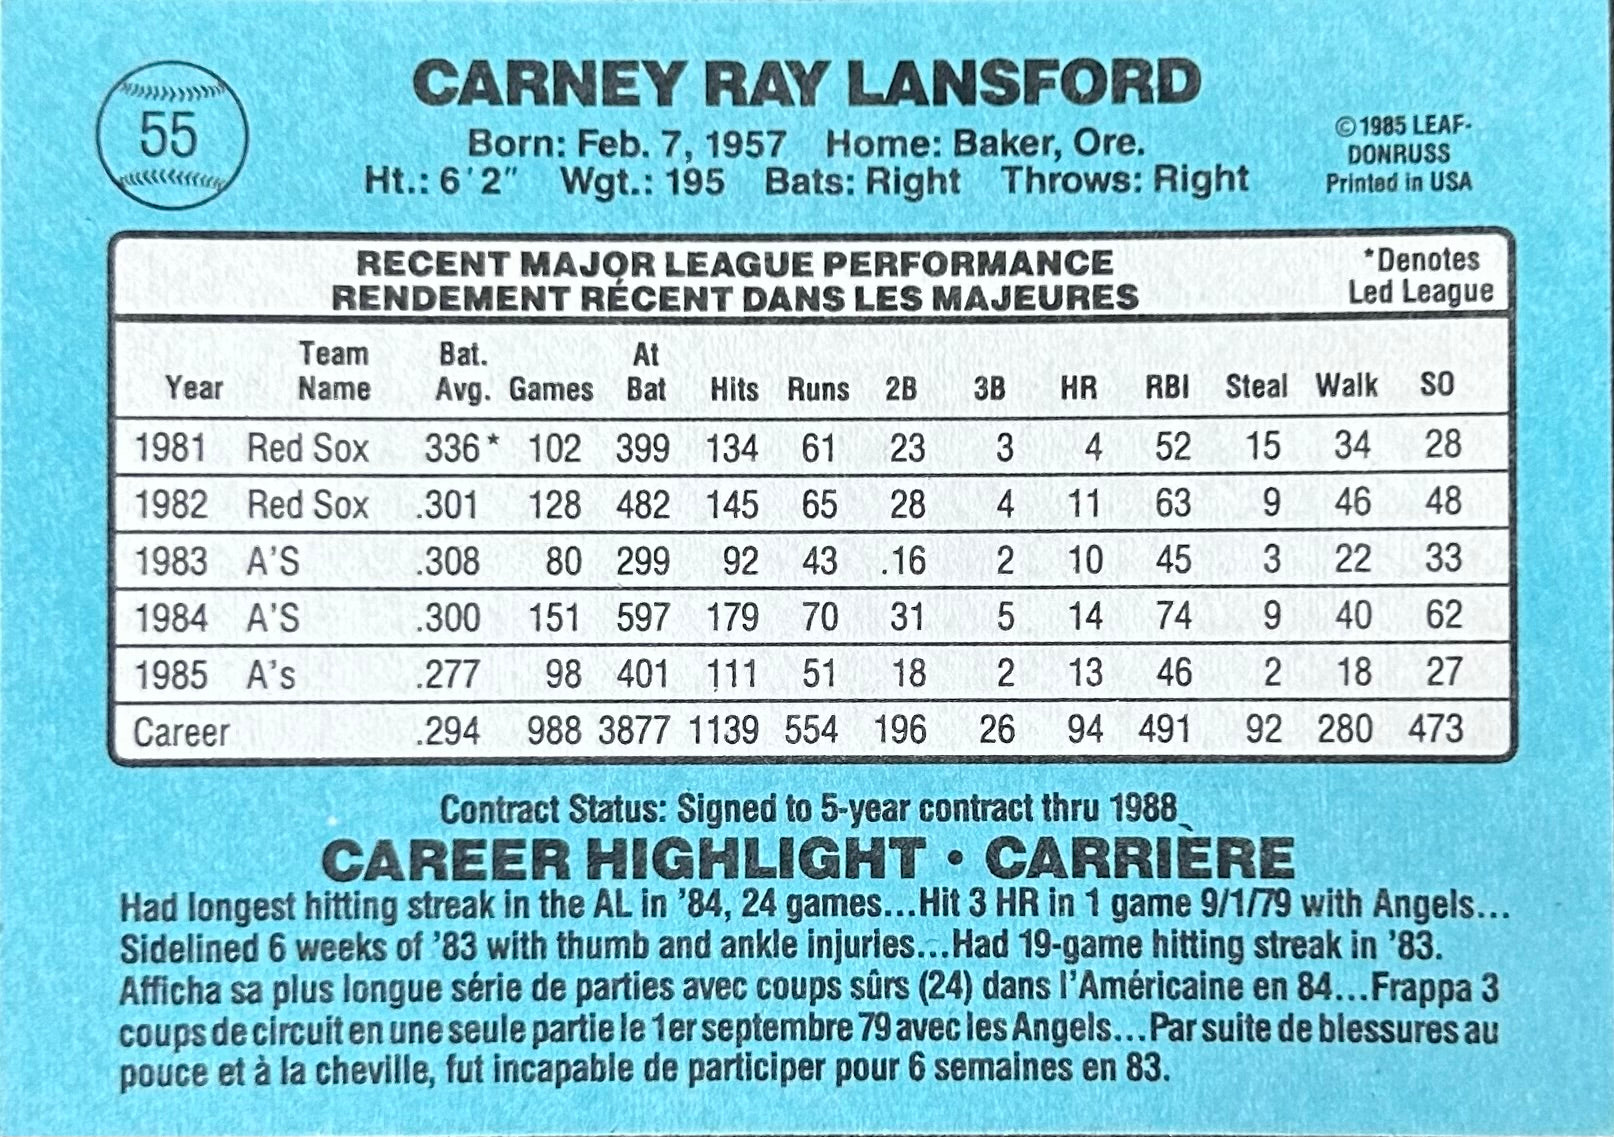 55
CARNEY RAY LANSFORD
Born: Feb. 7, 1957 Home: Baker, Ore.
Ht.: 6'2" Wgt.: 195 Bats: Right Throws: Right
©1985 LEAF-
DONRUSS
Printed in USA
RECENT MAJOR LEAGUE PERFORMANCE
RENDEMENT RÉCENT DANS LES MAJEURES
*Denotes
Led League
Year Team Name Bat. Avg. Games At Bat Hits Runs 2B 3B HR RBI Steal Walk SO
1981 Red Sox 336* 102 399 134 61 23 3 4 52 15 34 28
1982 Red Sox .301 128 482 145 65 28 4 11 63 9 46 48
1983 A'S .308 80 299 92 43 .16 2 10 45 3 22 33
1984 A'S .300 151 597 179 70 31 5 14 74 9 40 62
1985 A's .277 98 401 111 51 18 2 13 46 2 18 27
Career .294 988 3877 1139 554 196 26 94 491 92 280 473
Contract Status: Signed to 5-year contract thru 1988
CAREER HIGHLIGHT • CARRIÈRE
Had longest hitting streak in the AL in '84, 24 games...Hit 3 HR in 1 game 9/1/79 with Angels...
Sidelined 6 weeks of '83 with thumb and ankle injuries...Had 19-game hitting streak in '83.
Afficha sa plus longue série de parties avec coups sûrs (24) dans l'Américaine en 84...Frappa 3
coups de circuit en une seule partie le 1er septembre 79 avec les Angels...Par suite de blessures au
pouce et à la cheville, fut incapable de participer pour 6 semaines en 83.